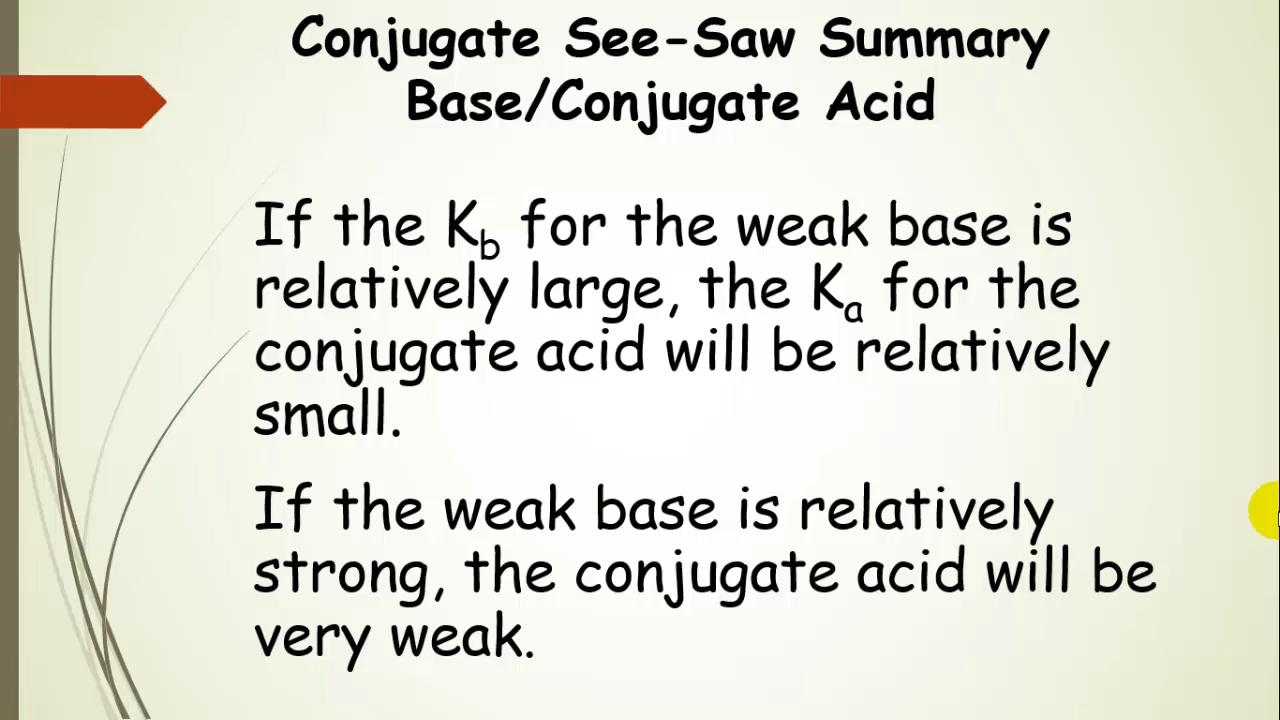 Conjugate See-Saw Summary
Base/Conjugate Acid
If the Kb for the weak base is
relatively large, the Ka for the
conjugate acid will be relatively
small.
If the weak base is relatively
strong, the conjugate acid will be
very weak.